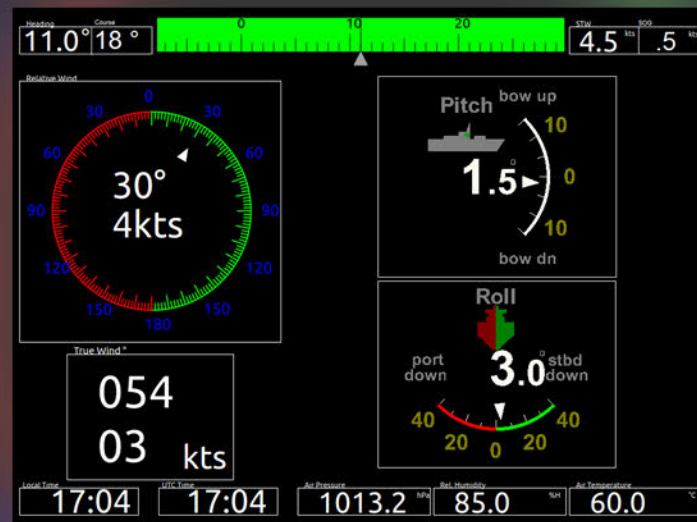 Heading Course
11.0° 18 °
0 10 20
STW SOG
4.5 kts .5 kts
Relative Wind
0
30 30
60 60
90 90
120 120
150 150
180
30°
4kts
Pitch bow up
10
1.5° 0
10
bow dn
Roll
port down
3.0° stbd down
40 40
20 0 20
True Wind °
054
03 kts
Local Time
17:04
UTC Time
17:04
Air Pressure
1013.2 hPa
Rel. Humidity
85.0 %H
Air Temperature
60.0 °C